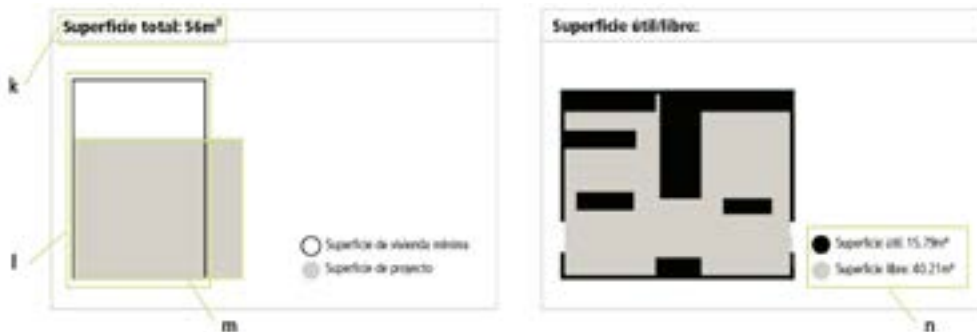 Superficie total: 56m²
Superficie útil/libre:
k
Superficie de vivienda mínima
Superficie de projecto
Superficie útil: 15.79m²
Superficie libre: 40.21m²
l
m
n